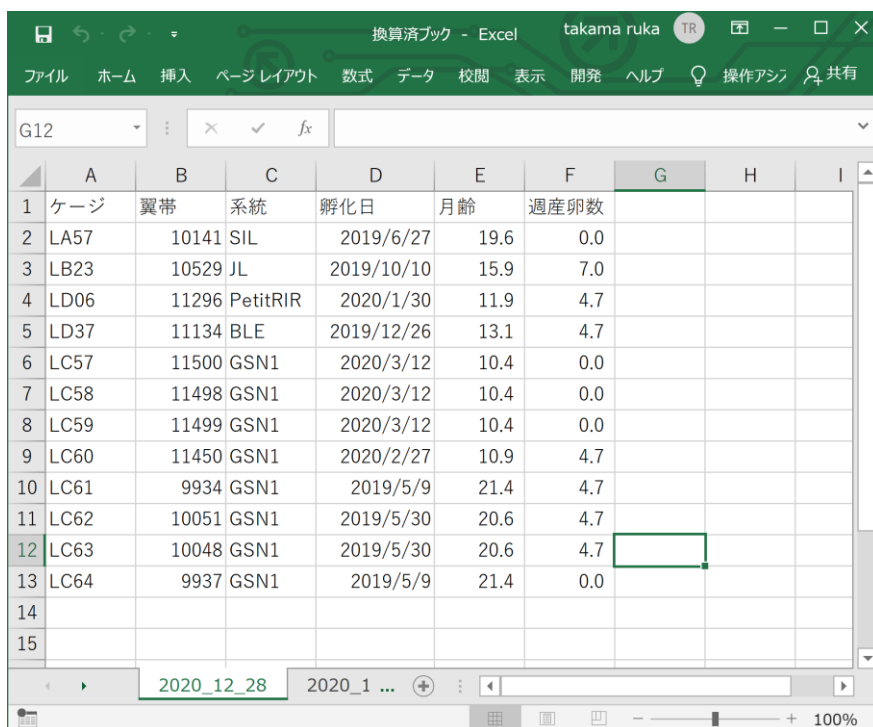 換算済ブック - Excel takama ruka TR
ファイル ホーム 挿入 ページ レイアウト 数式 データ 校閲 表示 開発 ヘルプ 操作アシ 共有
G12 fx
A B C D E F G H I
1 ケージ 翼帯 系統 孵化日 月齢 週産卵数
2 LA57 10141 SIL 2019/6/27 19.6 0.0
3 LB23 10529 JL 2019/10/10 15.9 7.0
4 LD06 11296 PetitRIR 2020/1/30 11.9 4.7
5 LD37 11134 BLE 2019/12/26 13.1 4.7
6 LC57 11500 GSN1 2020/3/12 10.4 0.0
7 LC58 11498 GSN1 2020/3/12 10.4 0.0
8 LC59 11499 GSN1 2020/3/12 10.4 0.0
9 LC60 11450 GSN1 2020/2/27 10.9 4.7
10 LC61 9934 GSN1 2019/5/9 21.4 4.7
11 LC62 10051 GSN1 2019/5/30 20.6 4.7
12 LC63 10048 GSN1 2019/5/30 20.6 4.7
13 LC64 9937 GSN1 2019/5/9 21.4 0.0
14
15
2020_12_28 2020_1 ...
100%